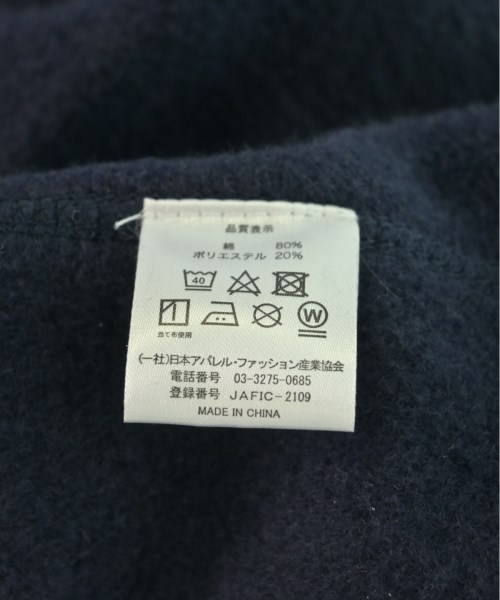 品質表示
綿 80%
ポリエステル 20%
40
当て布使用
W
(一社)日本アパレル・ファッション産業協会
電話番号 03-3275-0685
登録番号 JAFIC-2109
MADE IN CHINA